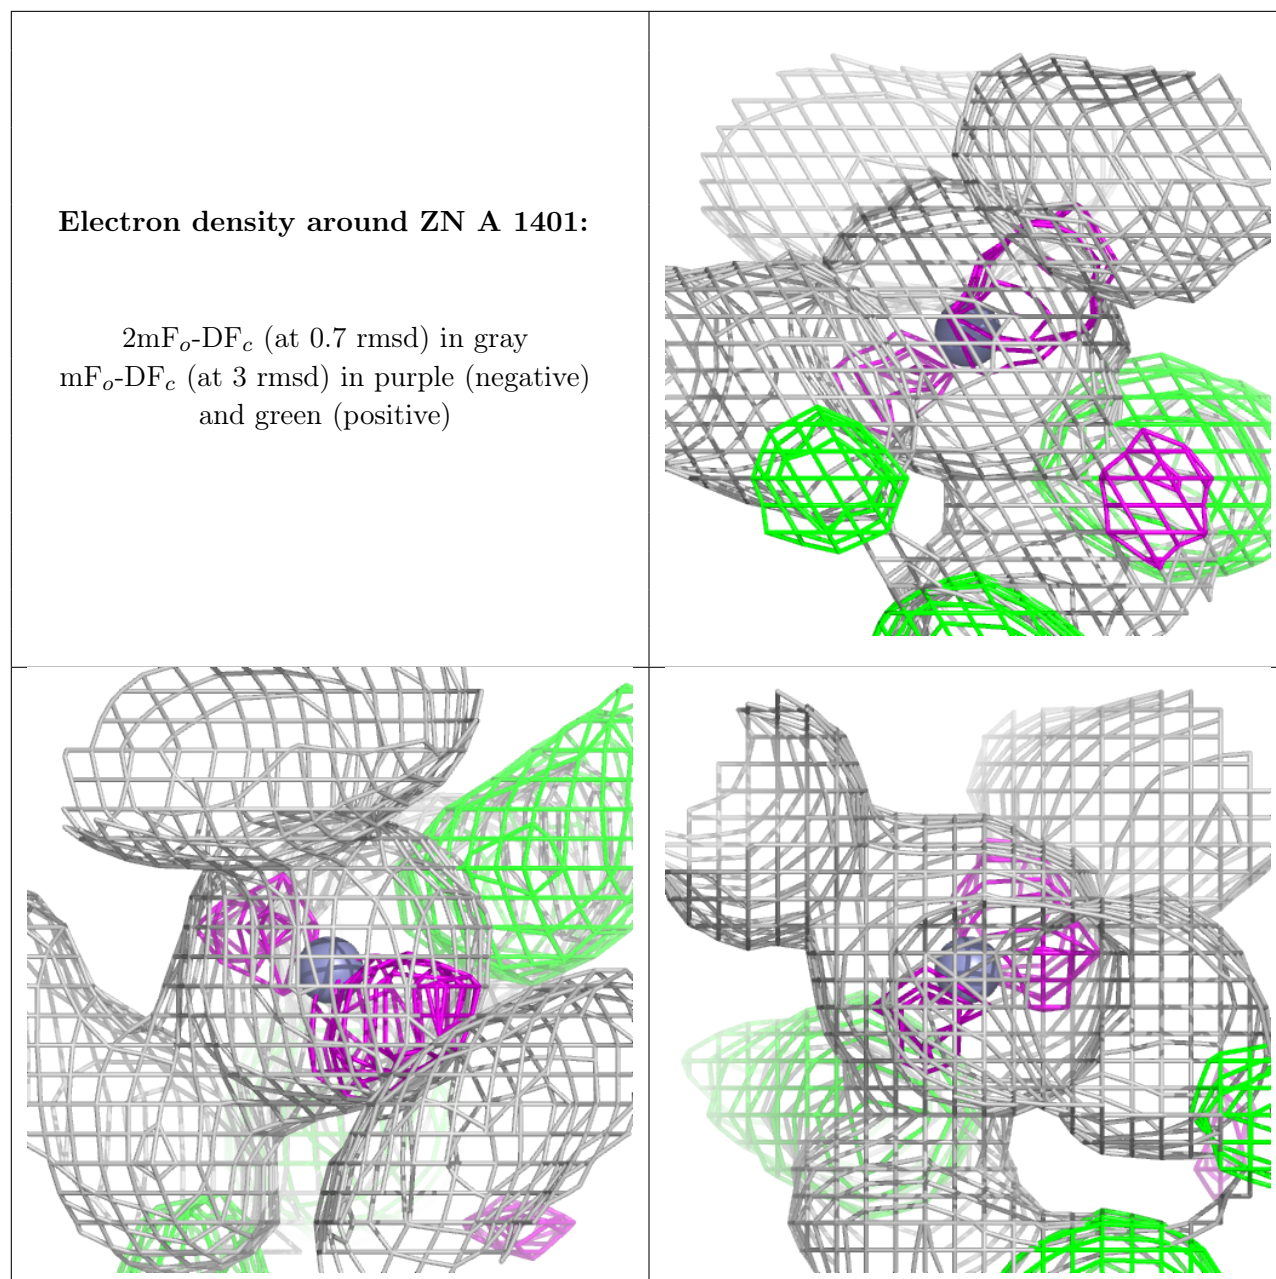 Electron density around ZN A 1401:
2mFo-DFc (at 0.7 rmsd) in gray
mFo-DFc (at 3 rmsd) in purple (negative)
and green (positive)